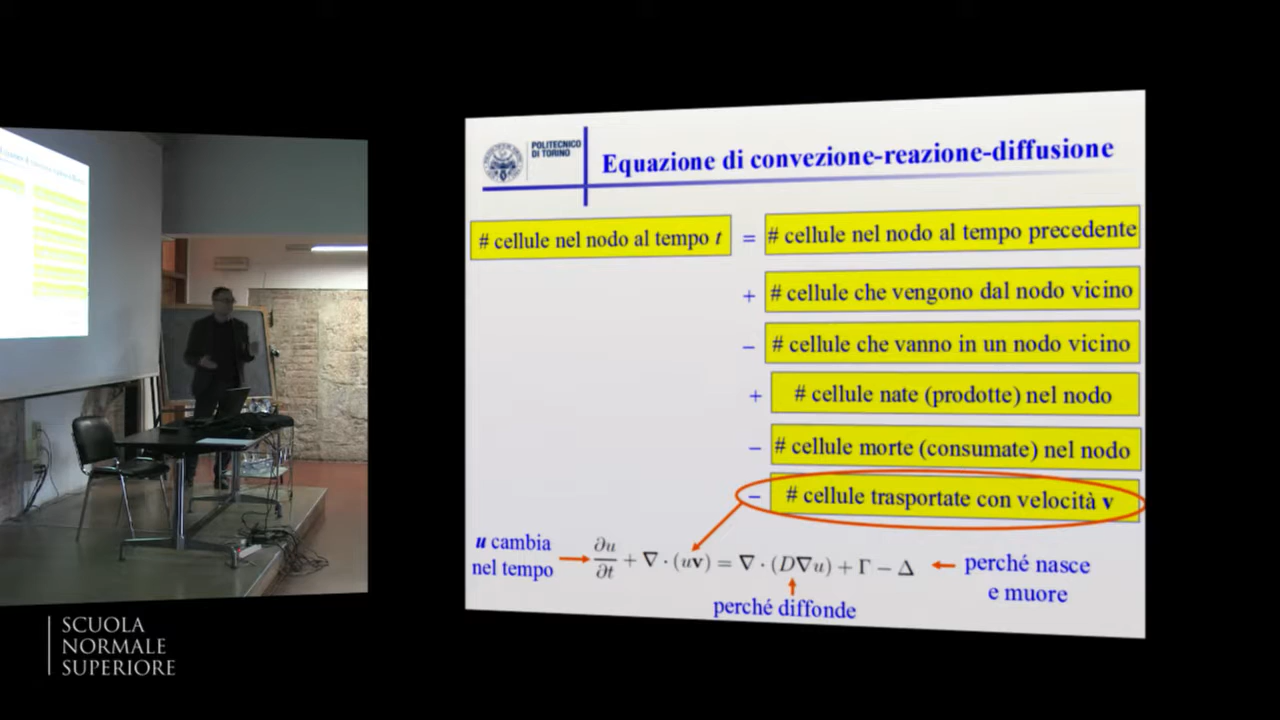 POLITECNICO
DI TORINO
Equazione di convezione-reazione-diffusione
# cellule nel nodo al tempo t = # cellule nel nodo al tempo precedente
+ # cellule che vengono dal nodo vicino
− # cellule che vanno in un nodo vicino
+ # cellule nate (prodotte) nel nodo
− # cellule morte (consumate) nel nodo
− # cellule trasportate con velocità v
u cambia
nel tempo
∂u/∂t + ∇ · (uv) = ∇ · (D∇u) + Γ − Δ
perché nasce
e muore
perché diffonde
SCUOLA
NORMALE
SUPERIORE